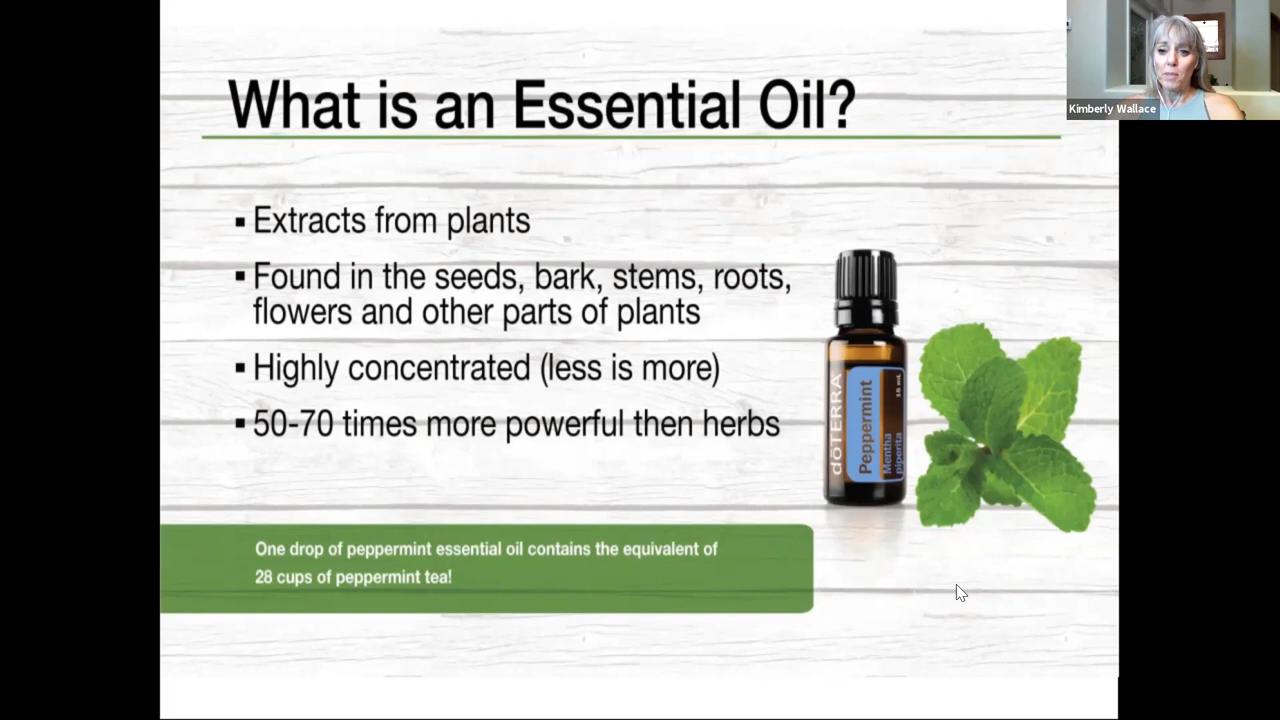 What is an Essential Oil?
▪ Extracts from plants
▪ Found in the seeds, bark, stems, roots,
flowers and other parts of plants
▪ Highly concentrated (less is more)
▪ 50-70 times more powerful then herbs
One drop of peppermint essential oil contains the equivalent of
28 cups of peppermint tea!
dōTERRA
Peppermint
Mentha
piperita
15 mL
Kimberly Wallace